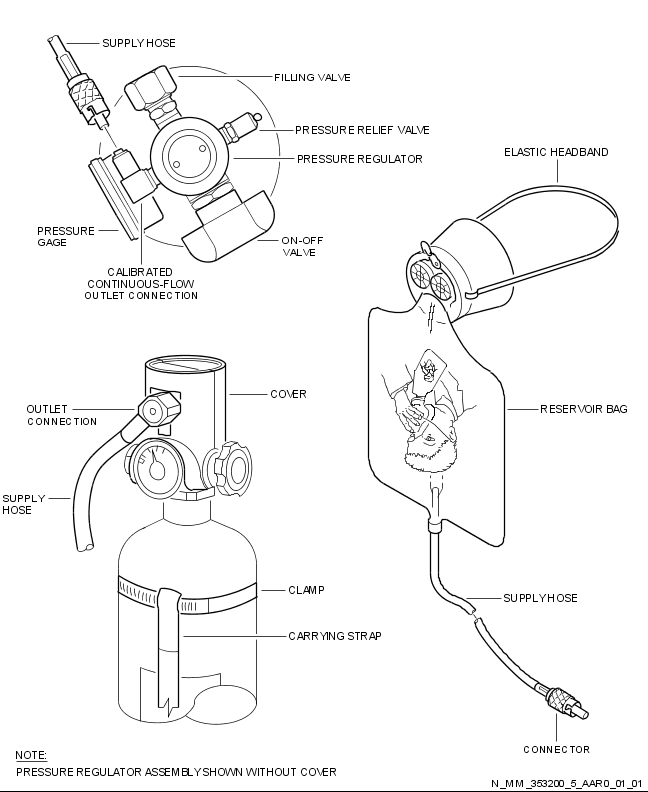 SUPPLY HOSE
FILLING VALVE
PRESSURE RELIEF VALVE
PRESSURE REGULATOR
PRESSURE
GAGE
ON-OFF
VALVE
CALIBRATED
CONTINUOUS-FLOW
OUTLET CONNECTION
ELASTIC HEADBAND
COVER
OUTLET
CONNECTION
RESERVOIR BAG
SUPPLY
HOSE
CLAMP
SUPPLY HOSE
CARRYING STRAP
CONNECTOR
NOTE:
PRESSURE REGULATOR ASSEMBLY SHOWN WITHOUT COVER
N_MM_353200_5_AAR0_01_01